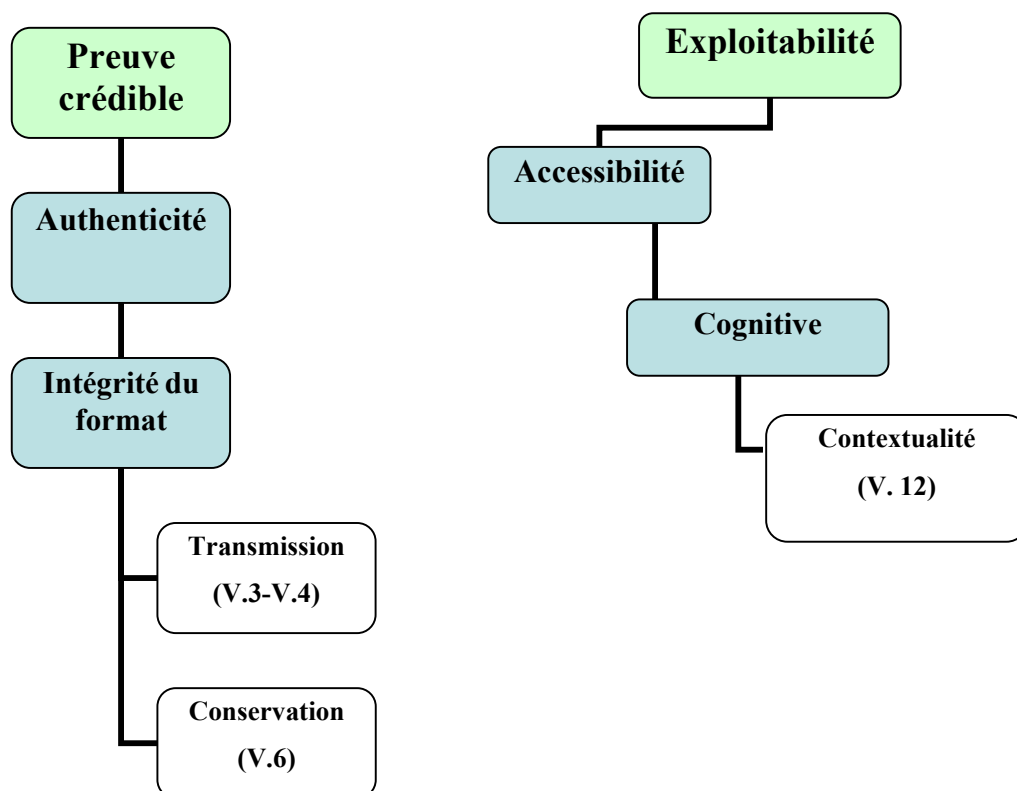 Preuve
crédible
Authenticité
Intégrité du
format
Transmission
(V.3-V.4)
Conservation
(V.6)
Exploitabilité
Accessibilité
Cognitive
Contextualité
(V. 12)